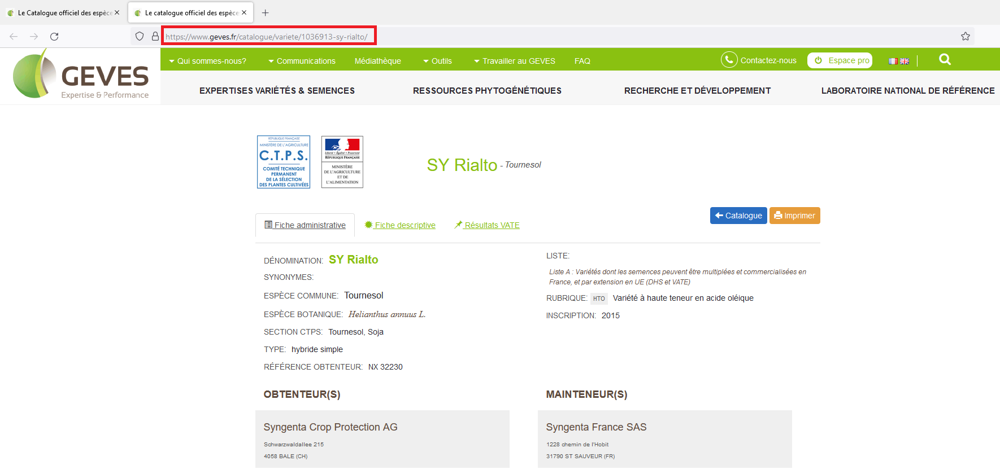 Le Catalogue officiel des espèce
Le catalogue officiel des espèce
https://www.geves.fr/catalogue/variete/1036913-sy-rialto/
GEVES
Expertise & Performance
Qui sommes-nous?
Communications
Médiathèque
Outils
Travailler au GEVES
FAQ
Contactez-nous
Espace pro
EXPERTISES VARIÉTÉS & SEMENCES
RESSOURCES PHYTOGÉNÉTIQUES
RECHERCHE ET DÉVELOPPEMENT
LABORATOIRE NATIONAL DE RÉFÉRENCE
RÉPUBLIQUE FRANÇAISE
MINISTÈRE DE L'AGRICULTURE
C.T.P.S.
COMITÉ TECHNIQUE
PERMANENT
DE LA SÉLECTION
DES PLANTES CULTIVÉES
Liberté • Égalité • Fraternité
RÉPUBLIQUE FRANÇAISE
MINISTÈRE
DE L'AGRICULTURE
ET DE
L'ALIMENTATION
SY Rialto - Tournesol
Catalogue
Imprimer
Fiche administrative
Fiche descriptive
Résultats VATE
DÉNOMINATION: SY Rialto
SYNONYMES:
ESPÈCE COMMUNE: Tournesol
ESPÈCE BOTANIQUE: Helianthus annuus L.
SECTION CTPS: Tournesol, Soja
TYPE: hybride simple
RÉFÉRENCE OBTENTEUR: NX 32230
LISTE:
Liste A : Variétés dont les semences peuvent être multiplées et commercialisées en
France, et par extension en UE (DHS et VATE)
RUBRIQUE: HTO Variété à haute teneur en acide oléique
INSCRIPTION: 2015
OBTENTEUR(S)
Syngenta Crop Protection AG
Schwarzwaldallee 215
4058 BALE (CH)
MAINTENEUR(S)
Syngenta France SAS
1228 chemin de l'Hobit
31790 ST SAUVEUR (FR)